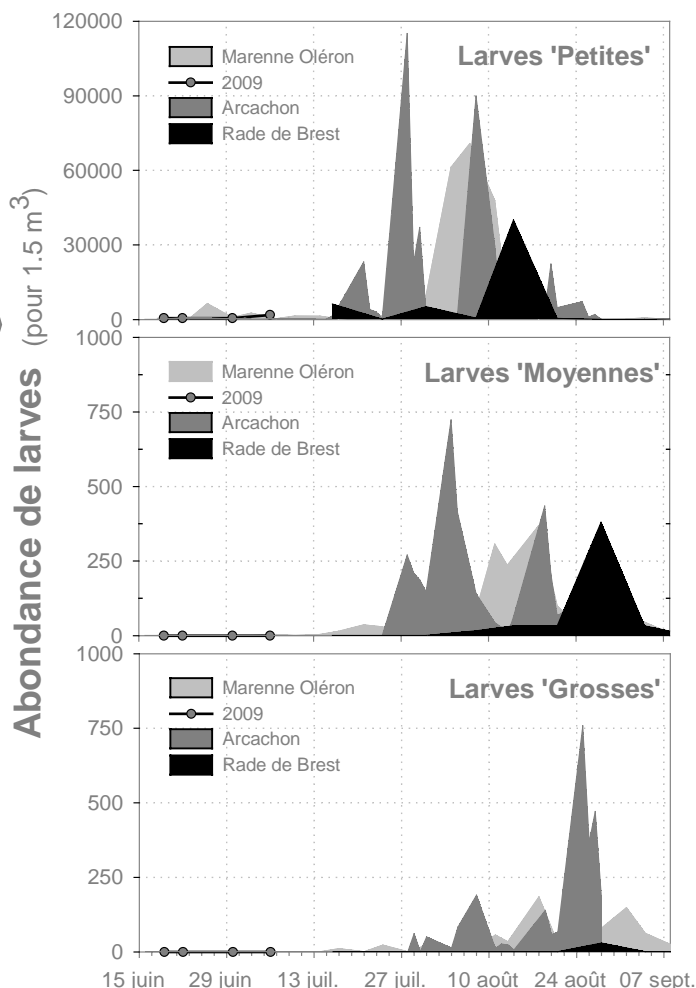 Abondance de larves (pour 1.5 m³)
120000
90000
60000
30000
0
Larves 'Petites'
Marenne Oléron
2009
Arcachon
Rade de Brest
1000
750
500
250
0
Larves 'Moyennes'
Marenne Oléron
2009
Arcachon
Rade de Brest
1000
750
500
250
0
Larves 'Grosses'
Marenne Oléron
2009
Arcachon
Rade de Brest
15 juin 29 juin 13 juil. 27 juil. 10 août 24 août 07 sept.